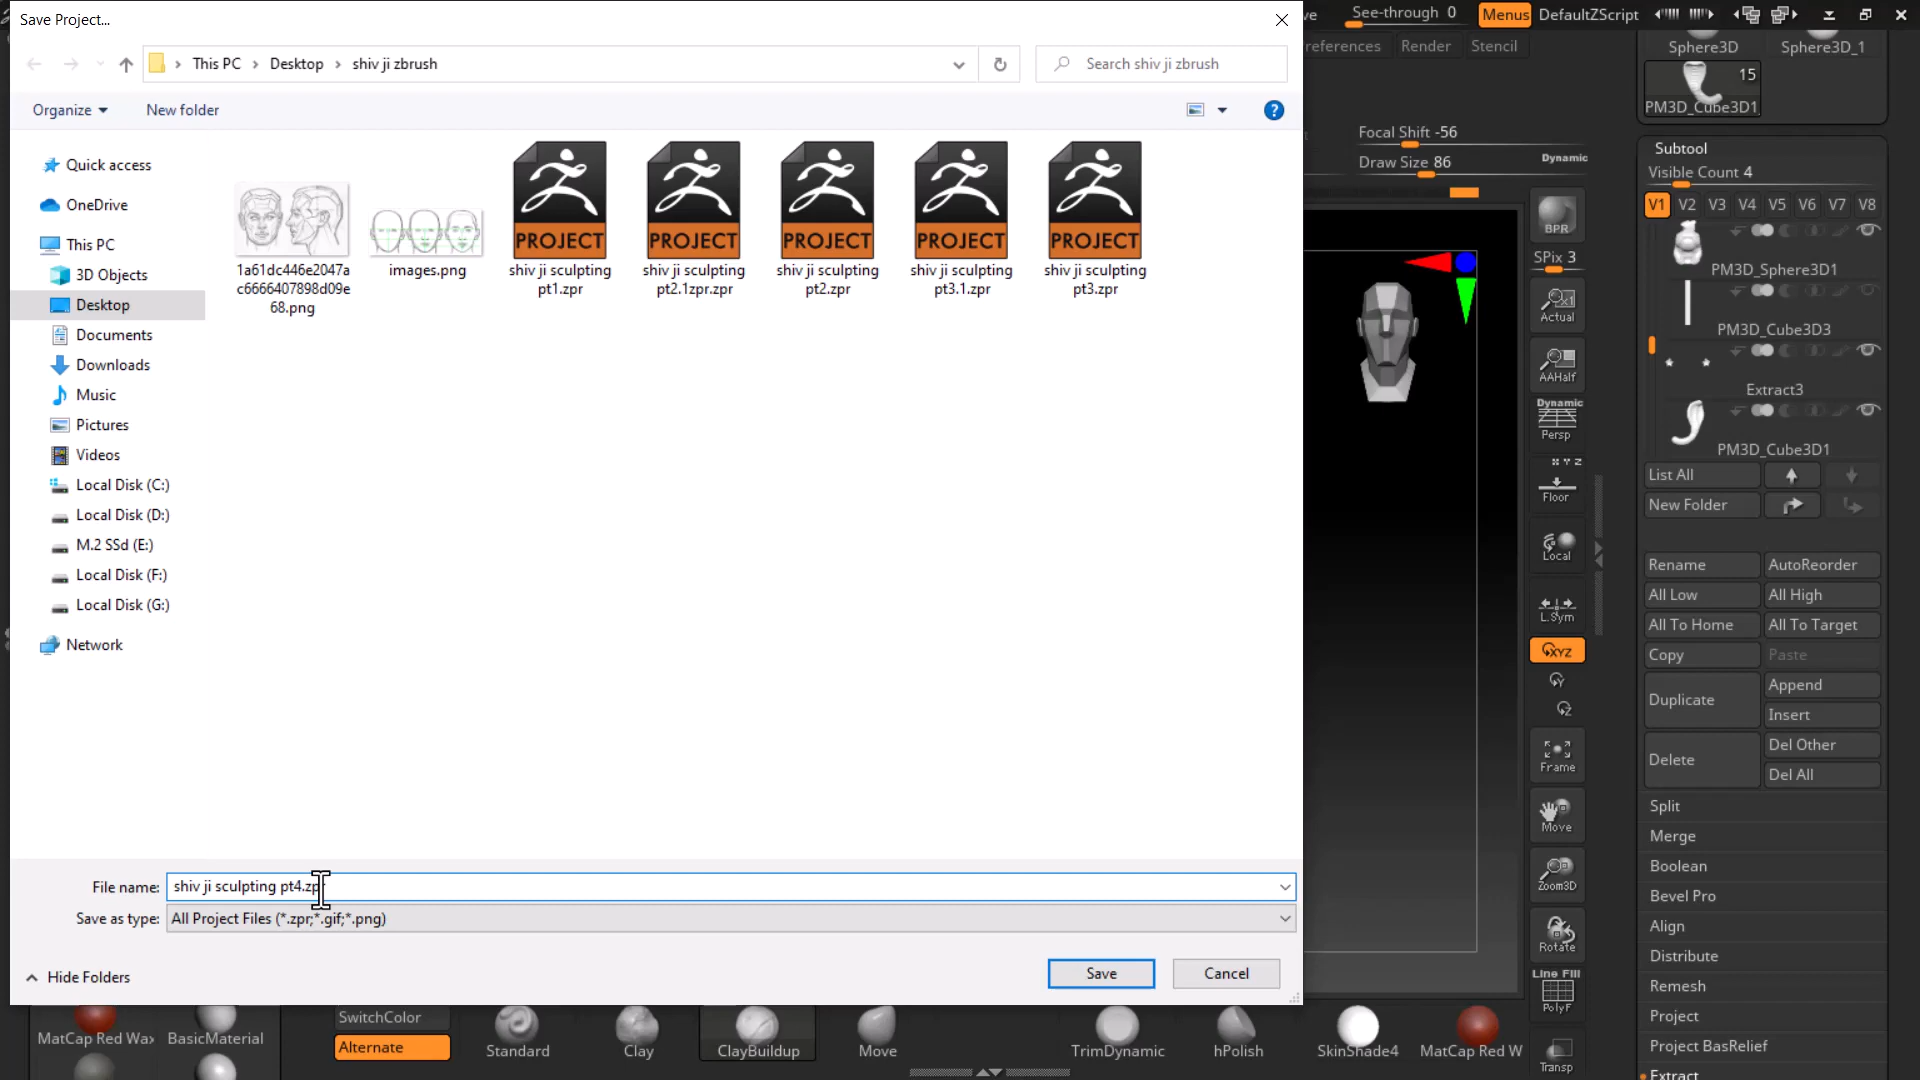 Save Project...
This PC
Desktop
shiv ji zbrush
Search shiv ji zbrush
Organize
New folder
Quick access
OneDrive
This PC
3D Objects
Desktop
Documents
Downloads
Music
Pictures
Videos
Local Disk (C:)
Local Disk (D:)
M.2 SSd (E:)
Local Disk (F:)
Local Disk (G:)
Network
1a61dc446e2047a
c6666407898d09e
68.png
images.png
PROJECT
shiv ji sculpting
pt1.zpr
PROJECT
shiv ji sculpting
pt2.1zpr.zpr
PROJECT
shiv ji sculpting
pt2.zpr
PROJECT
shiv ji sculpting
pt3.1.zpr
PROJECT
shiv ji sculpting
pt3.zpr
File name:
shiv ji sculpting pt4.zpr
Save as type:
All Project Files (*.zpr;*.gif;*.png)
Hide Folders
Save
Cancel
See-through 0
Menus
DefaultZScript
Render
Stencil
Focal Shift -56
Draw Size 86
Dynamic
BPR
SPix 3
Actual
AAHalf
Dynamic
Persp
X Y Z
Floor
Local
L.Sym
XYZ
Y
Z
Frame
Move
Zoom3D
Rotate
Line Fill
PolyF
Transp
Sphere3D
Sphere3D_1
15
PM3D_Cube3D1
Subtool
Visible Count 4
V1 V2 V3 V4 V5 V6 V7 V8
PM3D_Sphere3D1
PM3D_Cube3D3
Extract3
PM3D_Cube3D1
List All
New Folder
Rename
AutoReorder
All Low
All High
All To Home
All To Target
Copy
Paste
Duplicate
Append
Insert
Delete
Del Other
Del All
Split
Merge
Boolean
Bevel Pro
Align
Distribute
Remesh
Project
Project BasRelief
Extract
MatCap Red Wax
BasicMaterial
SwitchColor
Alternate
Standard
Clay
ClayBuildup
Move
TrimDynamic
hPolish
SkinShade4
MatCap Red W